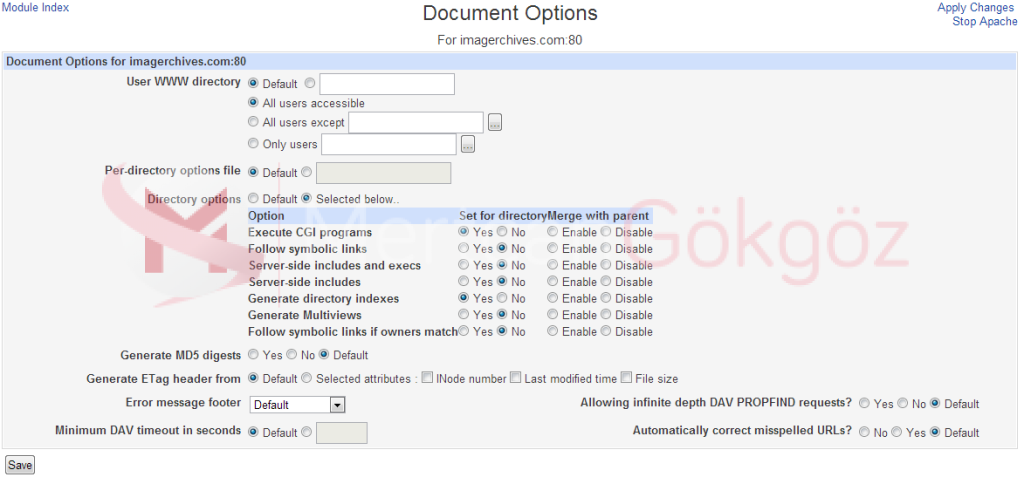 Module Index
Document Options
Apply Changes
Stop Apache
For imagerchives.com:80
Document Options for imagerchives.com:80
User WWW directory Default
All users accessible
All users except ...
Only users ...
Per-directory options file Default
Directory options Default Selected below..
Option Set for directory Merge with parent
Execute CGI programs Yes No Enable Disable
Follow symbolic links Yes No Enable Disable
Server-side includes and execs Yes No Enable Disable
Server-side includes Yes No Enable Disable
Generate directory indexes Yes No Enable Disable
Generate Multiviews Yes No Enable Disable
Follow symbolic links if owners match Yes No Enable Disable
Gökgöz
Generate MD5 digests Yes No Default
Generate ETag header from Default Selected attributes : INode number Last modified time File size
Error message footer Default Allowing infinite depth DAV PROPFIND requests? Yes No Default
Minimum DAV timeout in seconds Default Automatically correct misspelled URLs? No Yes Default
Save